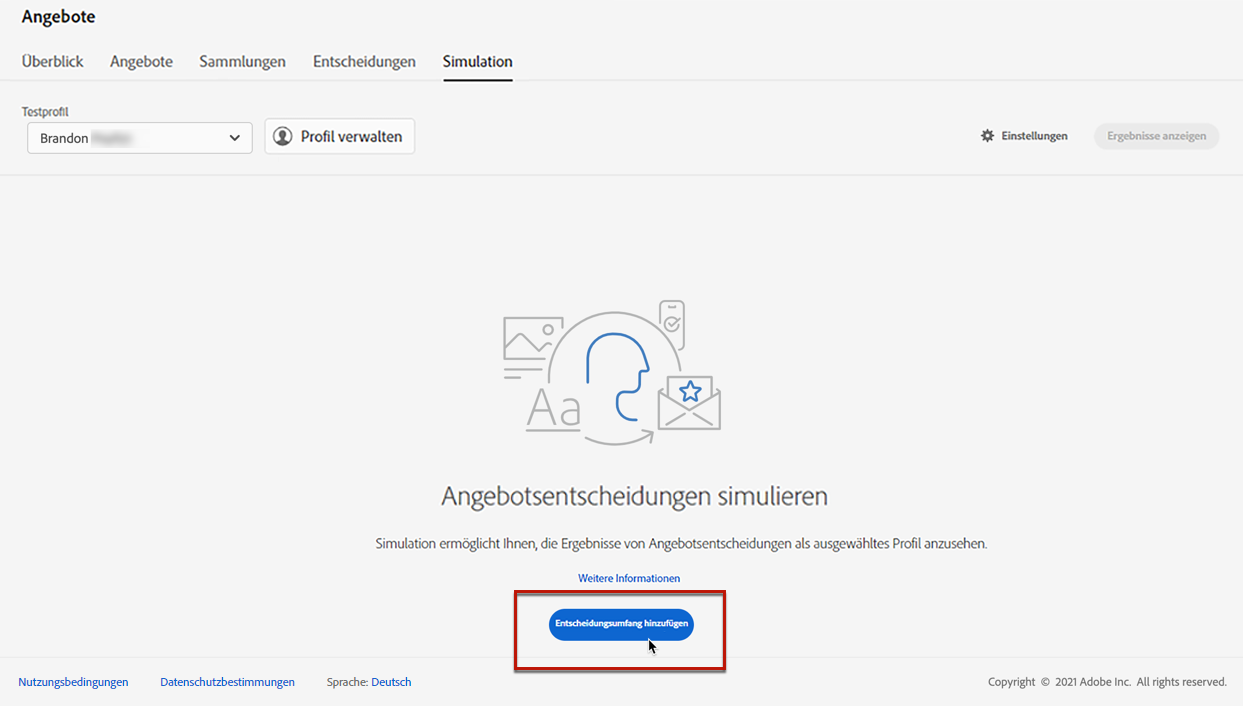 Angebote
Überblick Angebote Sammlungen Entscheidungen Simulation
Testprofil
Brandon
Profil verwalten
Einstellungen
Ergebnisse anzeigen
Aa
Angebotsentscheidungen simulieren
Simulation ermöglicht Ihnen, die Ergebnisse von Angebotsentscheidungen als ausgewähltes Profil anzusehen.
Weitere Informationen
Entscheidungsumfang hinzufügen
Nutzungsbedingungen Datenschutzbestimmungen Sprache: Deutsch Copyright © 2021 Adobe Inc. All rights reserved.